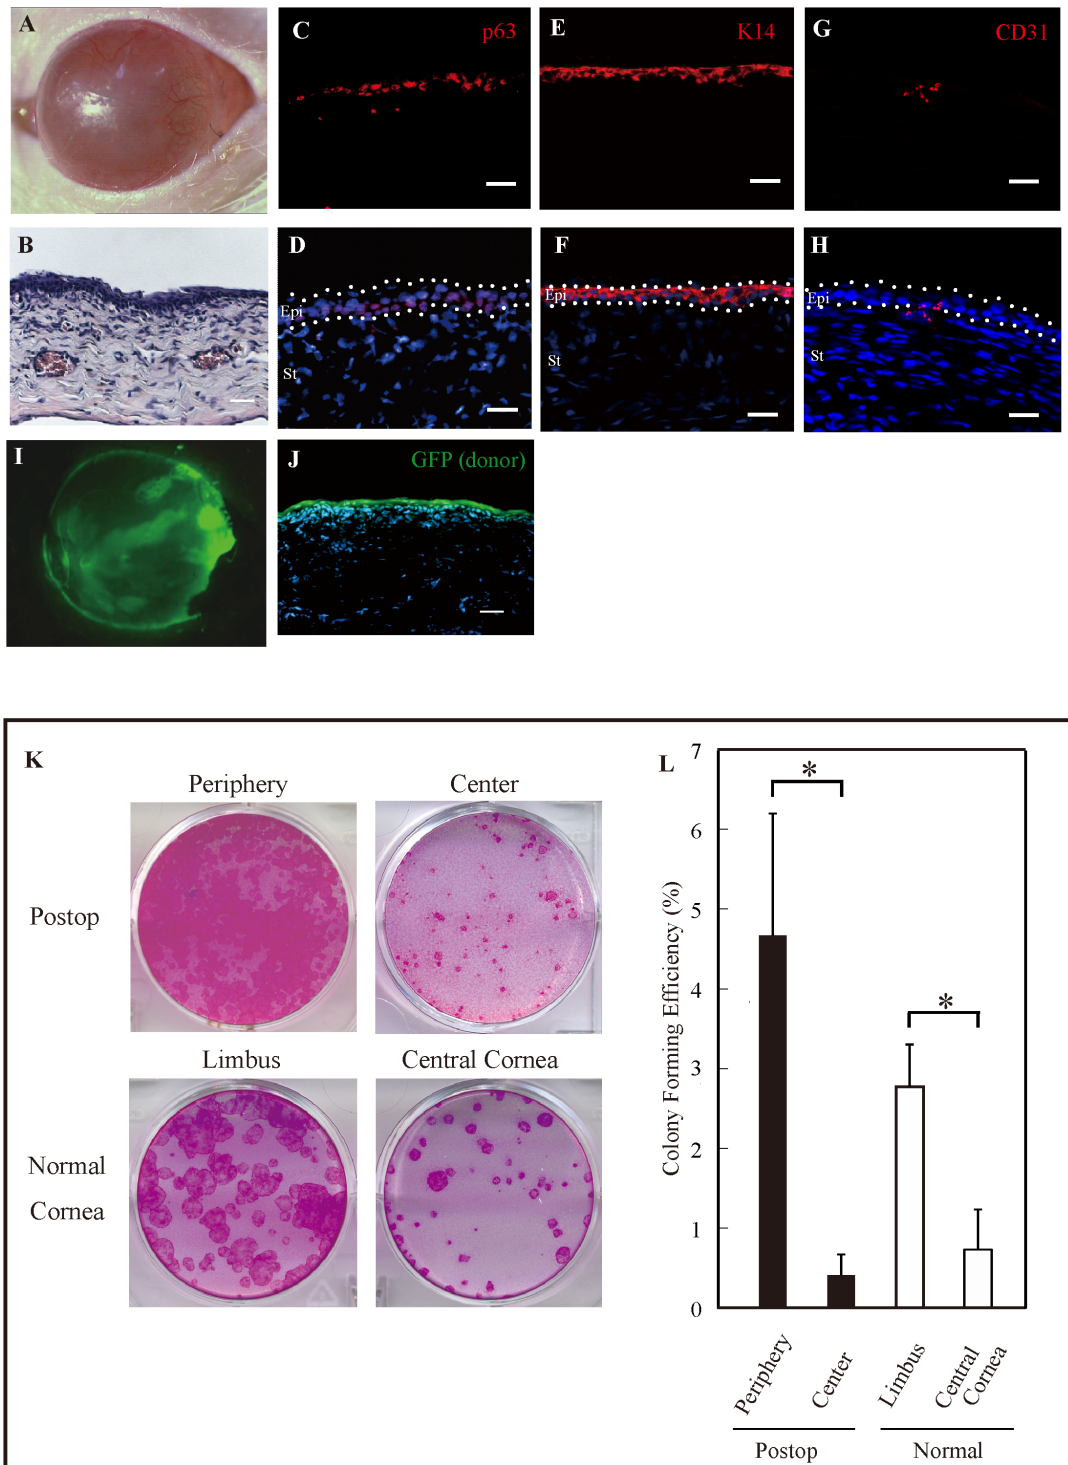 A
C
p63
E
K14
G
CD31
B
D
Epi
St
F
Epi
St
H
Epi
St
I
J
GFP (donor)
K
Periphery
Center
Postop
Limbus
Central Cornea
Normal
Cornea
L
*
*
Colony Forming Efficiency (%)
7
6
5
4
3
2
1
0
Periphery
Center
Limbus
Central
Cornea
Postop
Normal